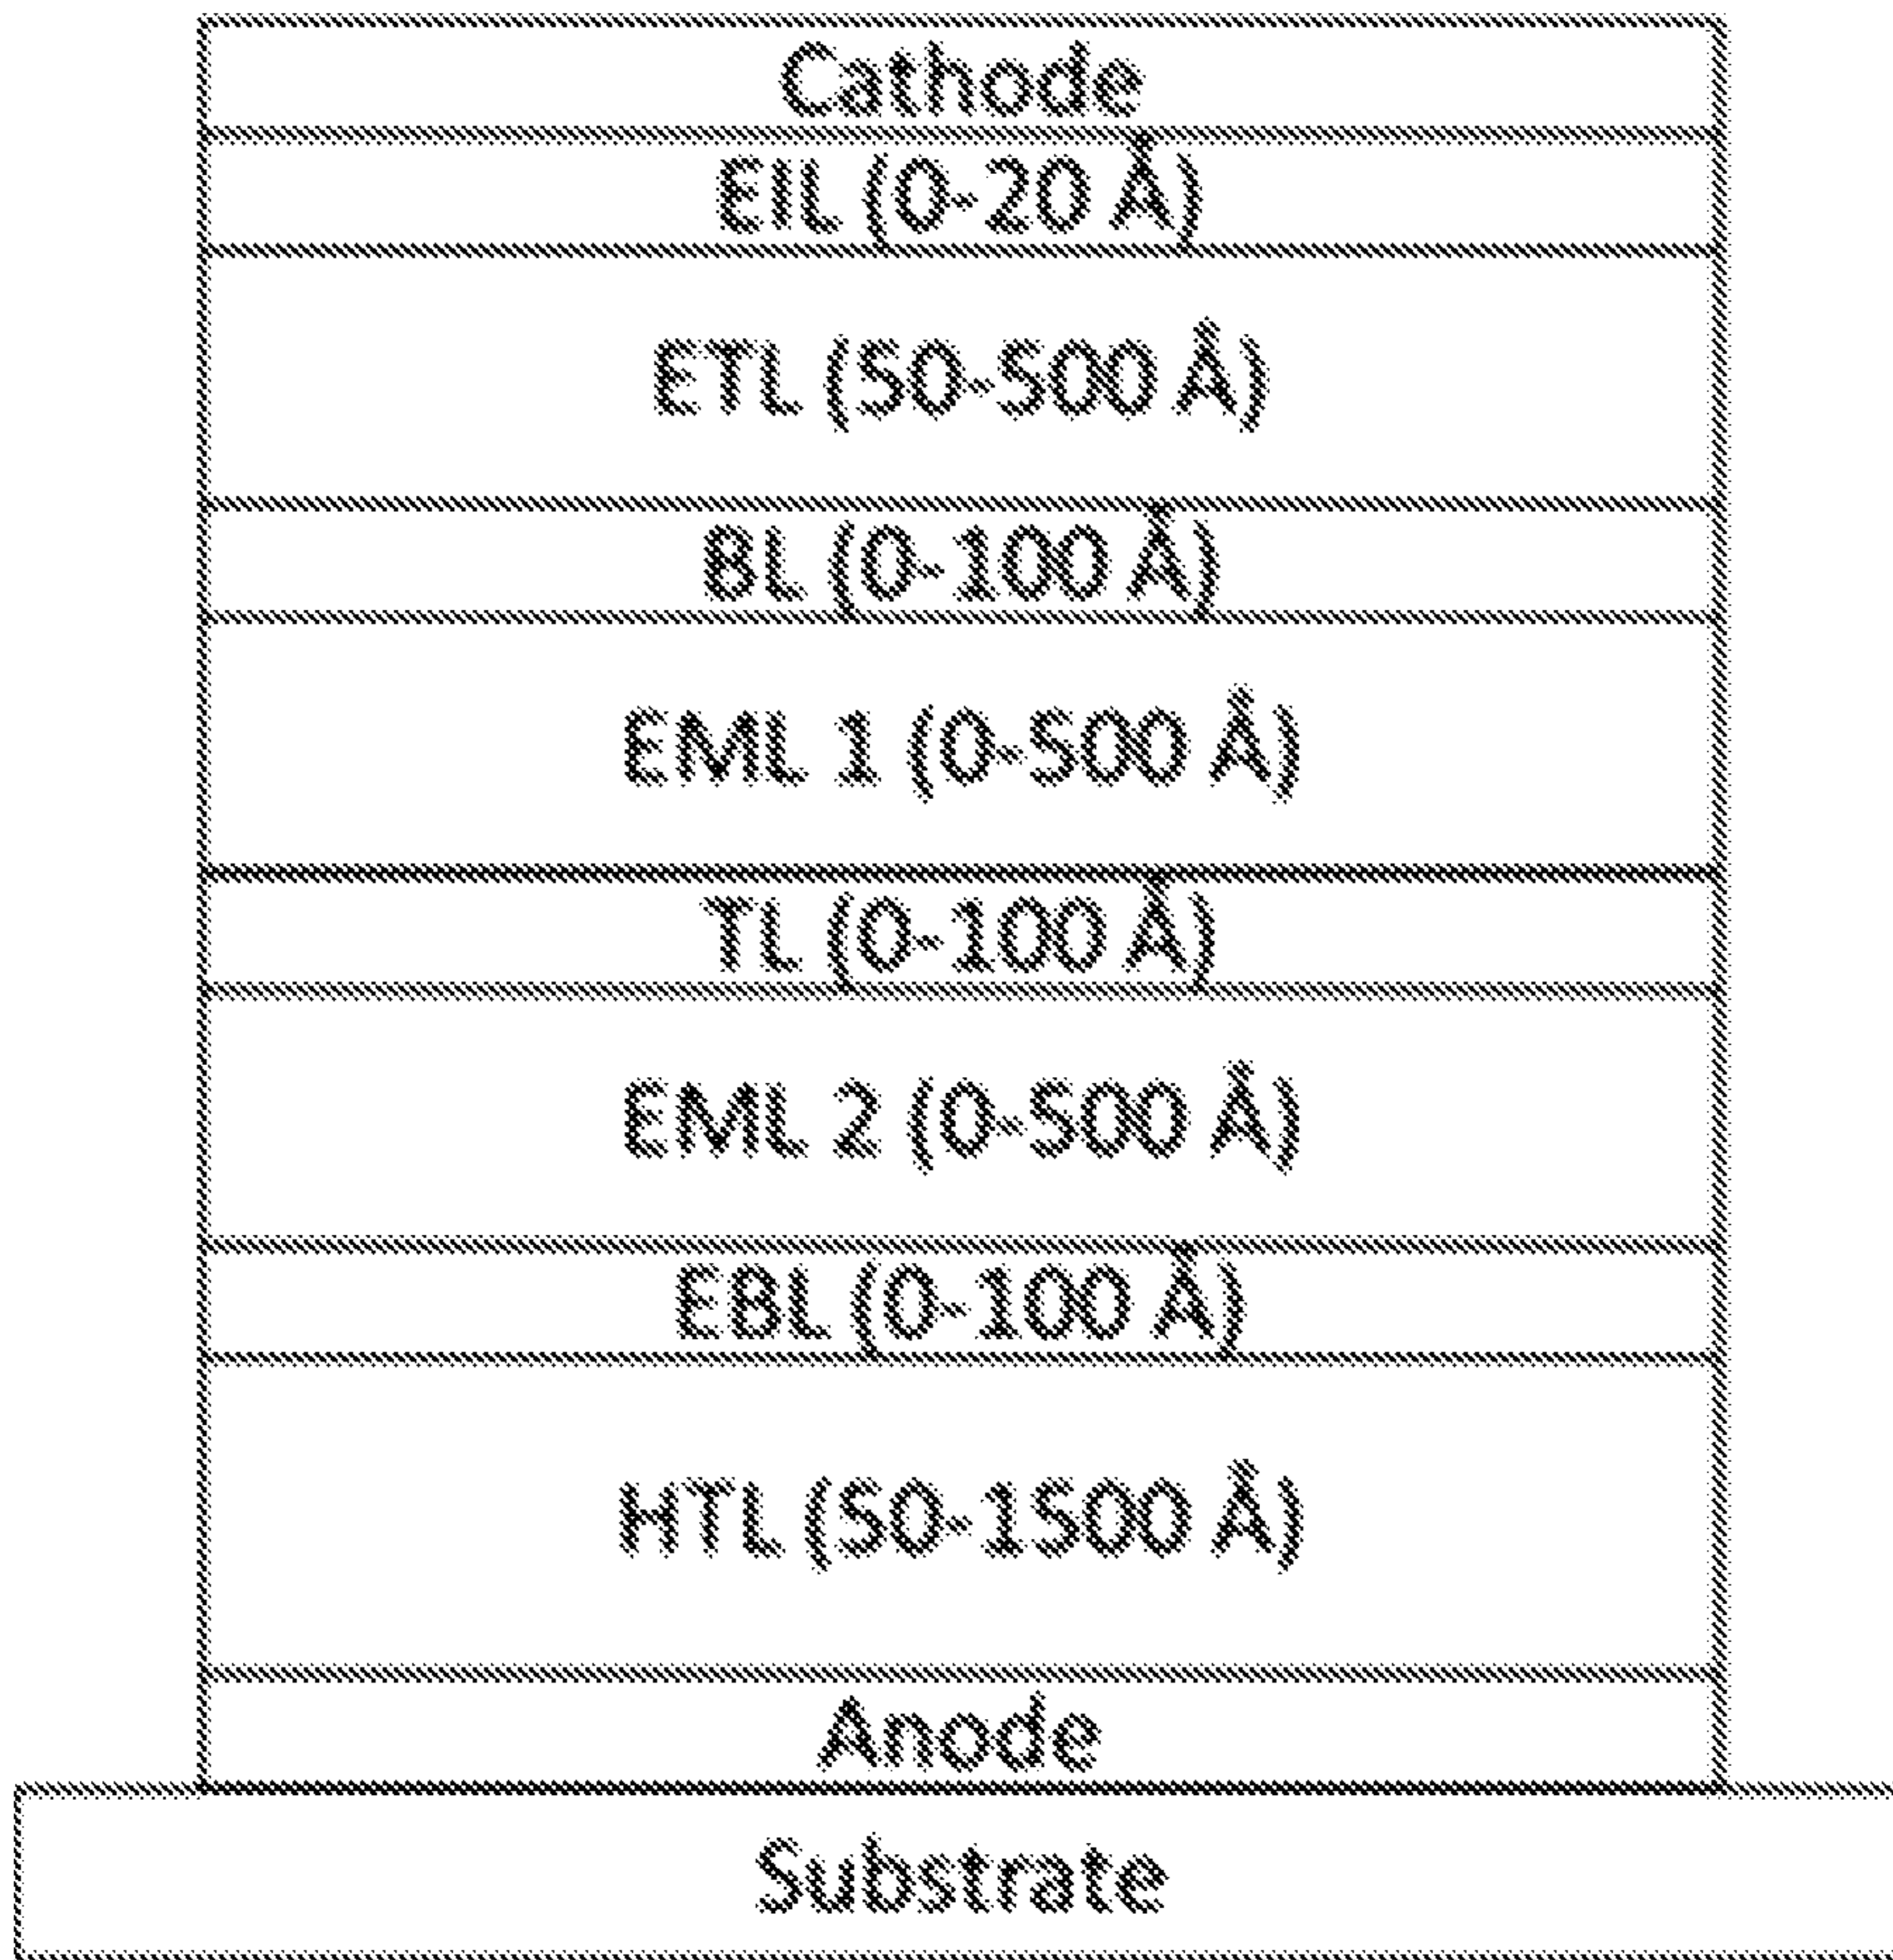 Cathode
EIL (0-20 Å)
ETL (50-500 Å)
BL (0-100 Å)
EML 1 (0-500 Å)
TL (0-100 Å)
EML 2 (0-500 Å)
EBL (0-100 Å)
HTL (50-1500 Å)
Anode
Substrate